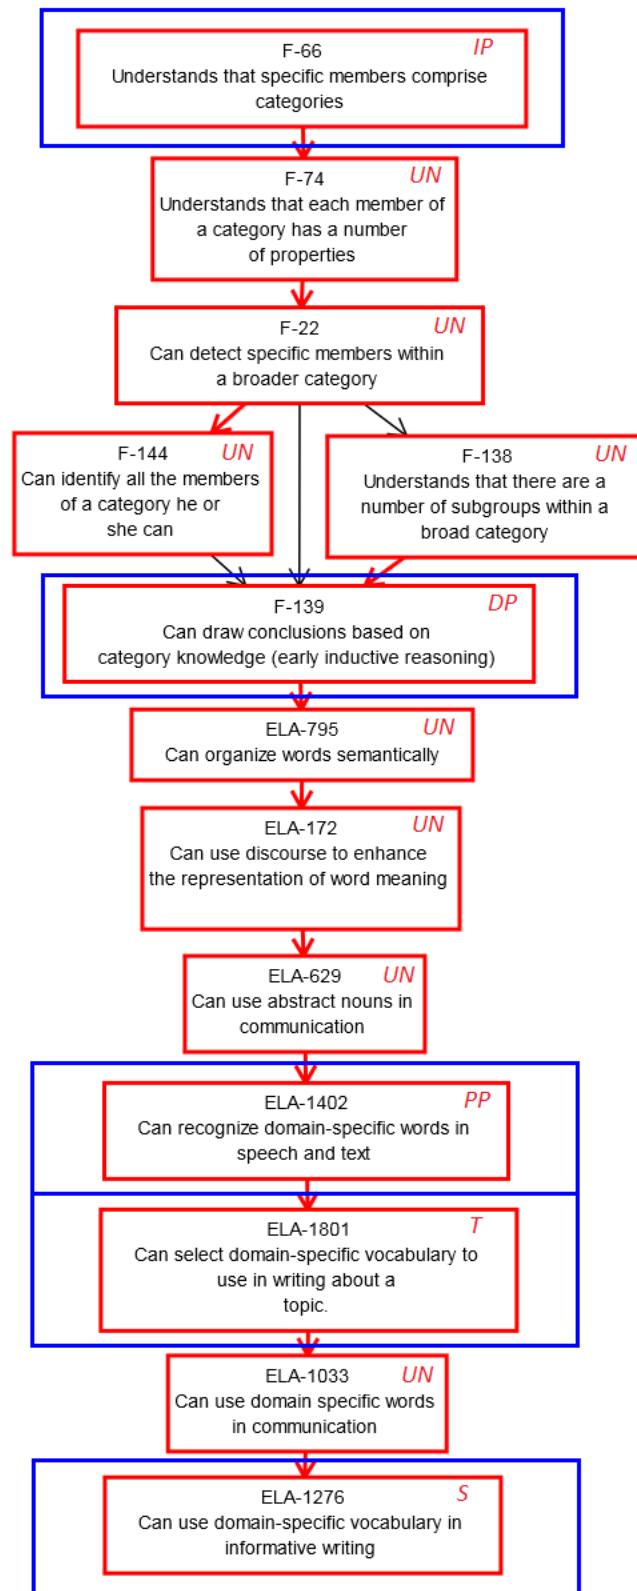 F-66 IP
Understands that specific members comprise
categories
F-74 UN
Understands that each member of
a category has a number
of properties
F-22 UN
Can detect specific members within
a broader category
F-144 UN
Can identify all the members
of a category he or
she can
F-138 UN
Understands that there are a
number of subgroups within a
broad category
F-139 DP
Can draw conclusions based on
category knowledge (early inductive reasoning)
ELA-795 UN
Can organize words semantically
ELA-172 UN
Can use discourse to enhance
the representation of word meaning
ELA-629 UN
Can use abstract nouns in
communication
ELA-1402 PP
Can recognize domain-specific words in
speech and text
ELA-1801 T
Can select domain-specific vocabulary to
use in writing about a
topic.
ELA-1033 UN
Can use domain specific words
in communication
ELA-1276 S
Can use domain-specific vocabulary in
informative writing